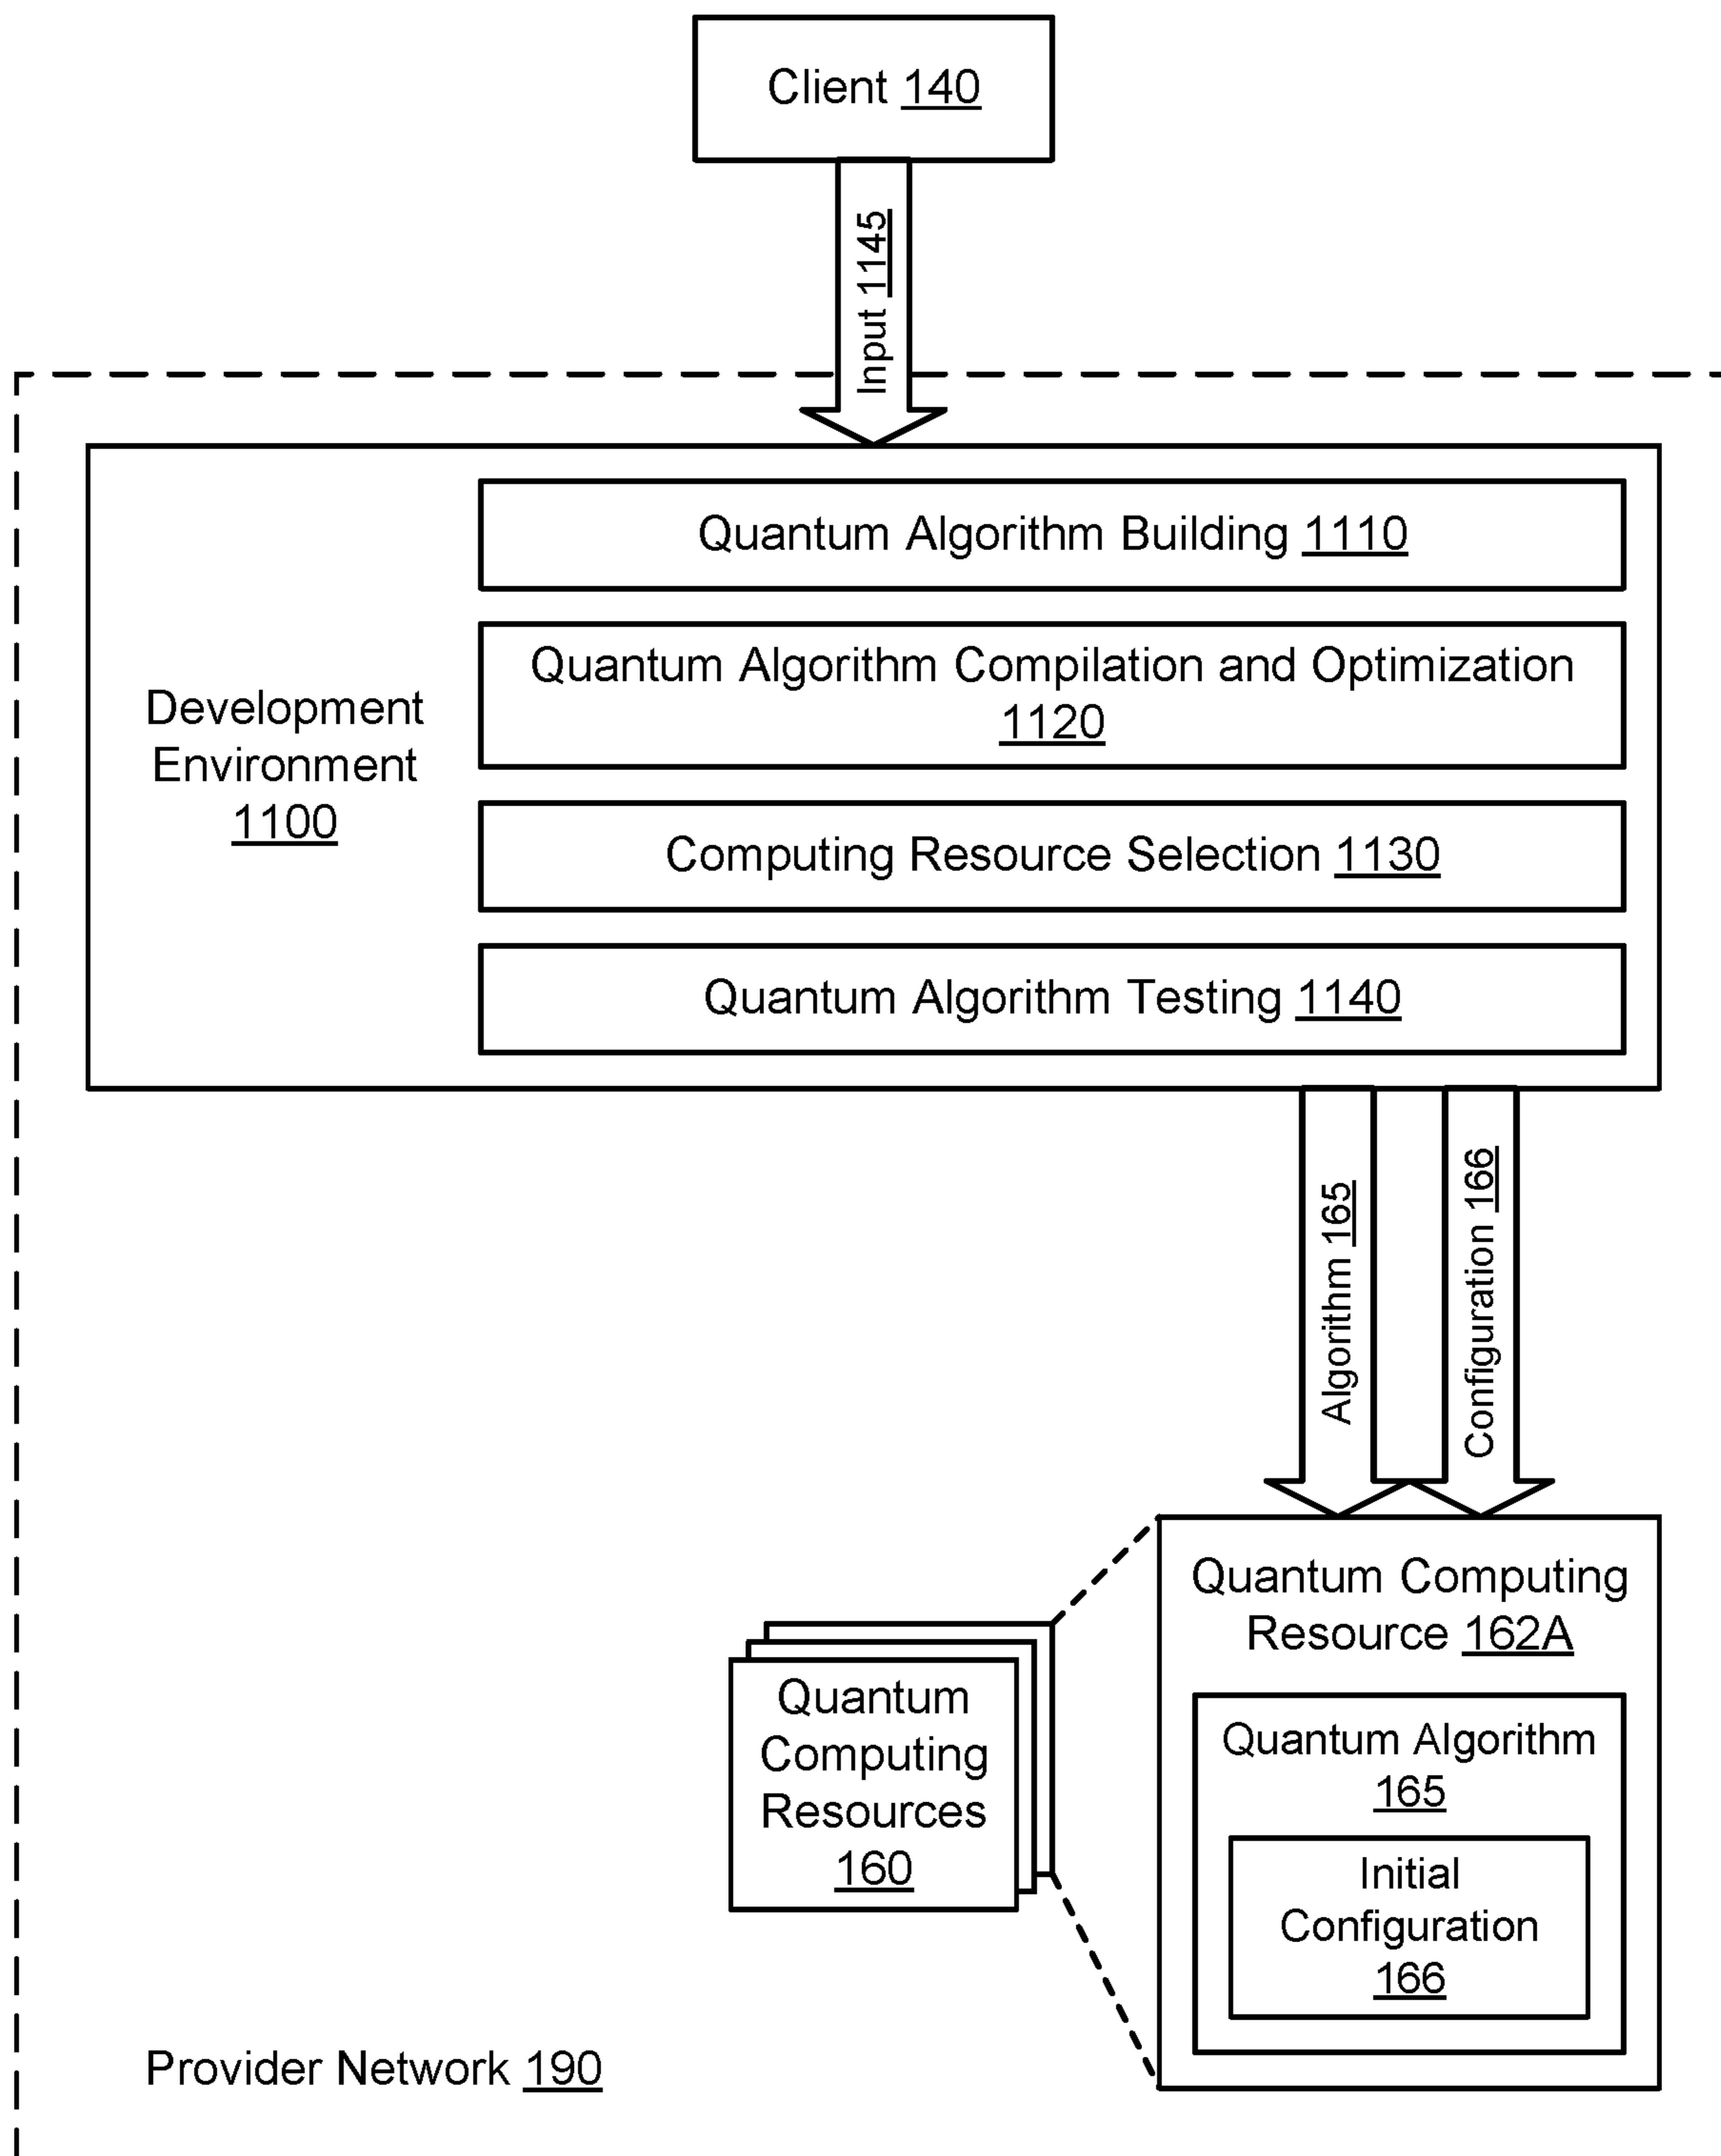 Client 140
Input 1145
Quantum Algorithm Building 1110
Quantum Algorithm Compilation and Optimization
1120
Development
Environment
1100
Computing Resource Selection 1130
Quantum Algorithm Testing 1140
Algorithm 165
Configuration 166
Quantum Computing
Resource 162A
Quantum
Computing
Resources
160
Quantum Algorithm
165
Initial
Configuration
166
Provider Network 190